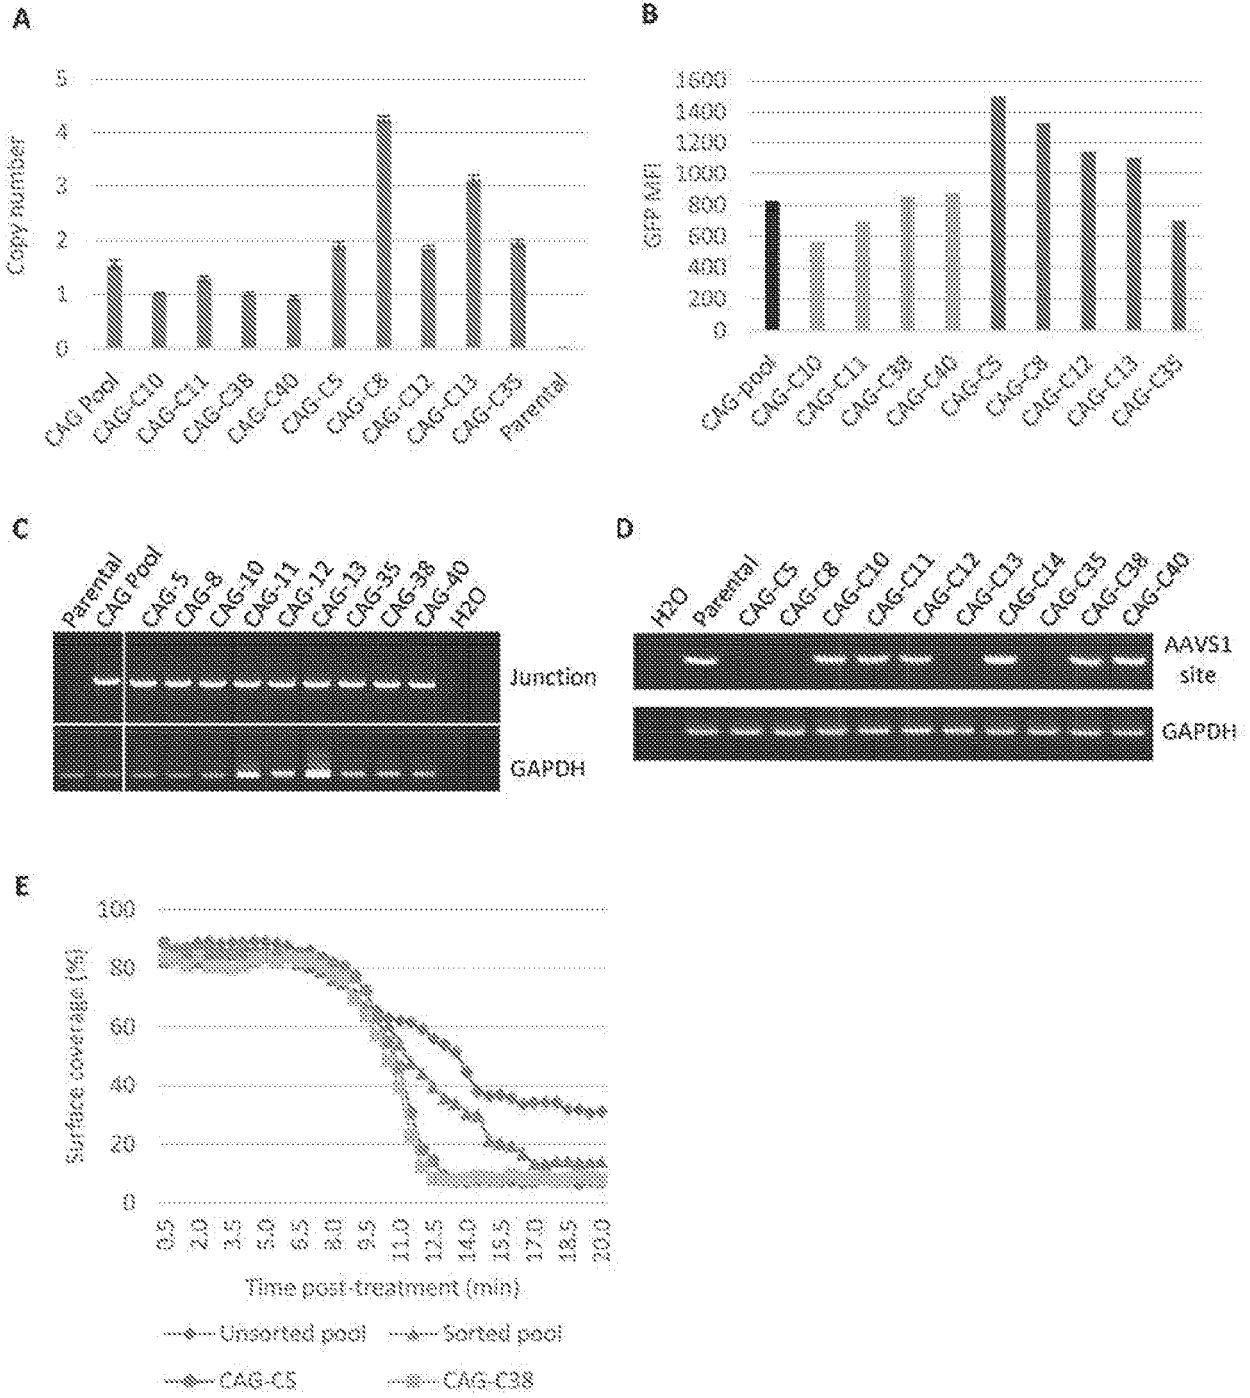 A
5
4
3
2
1
0
Copy number
CAG Pool
CAG-C10
CAG-C11
CAG-C38
CAG-C40
CAG-C5
CAG-C8
CAG-C12
CAG-C13
CAG-C35
Parental
B
1600
1400
1200
1000
800
600
400
200
0
GFP MFI
CAG-pool
CAG-C10
CAG-C11
CAG-C38
CAG-C40
CAG-C5
CAG-C8
CAG-C12
CAG-C13
CAG-C35
C
Parental
CAG Pool
CAG-5
CAG-8
CAG-10
CAG-11
CAG-12
CAG-13
CAG-35
CAG-38
CAG-40
H2O
Junction
GAPDH
D
H2O
Parental
CAG-C5
CAG-C8
CAG-C10
CAG-C11
CAG-C12
CAG-C13
CAG-C14
CAG-C35
CAG-C38
CAG-C40
AAVS1
site
GAPDH
E
100
80
60
40
20
0
Surface coverage (%)
0.5
2.0
3.5
5.0
6.5
8.0
9.5
11.0
12.5
14.0
15.5
17.0
18.5
20.0
Time post-treatment (min)
Unsorted pool
Sorted pool
CAG-C5
CAG-C38